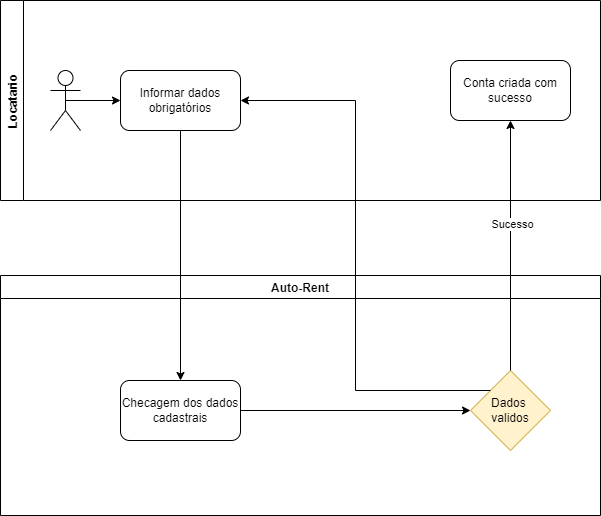 Locatario
Informar dados
obrigatórios
Conta criada com
sucesso
Sucesso
Auto-Rent
Checagem dos dados
cadastrais
Dados
validos